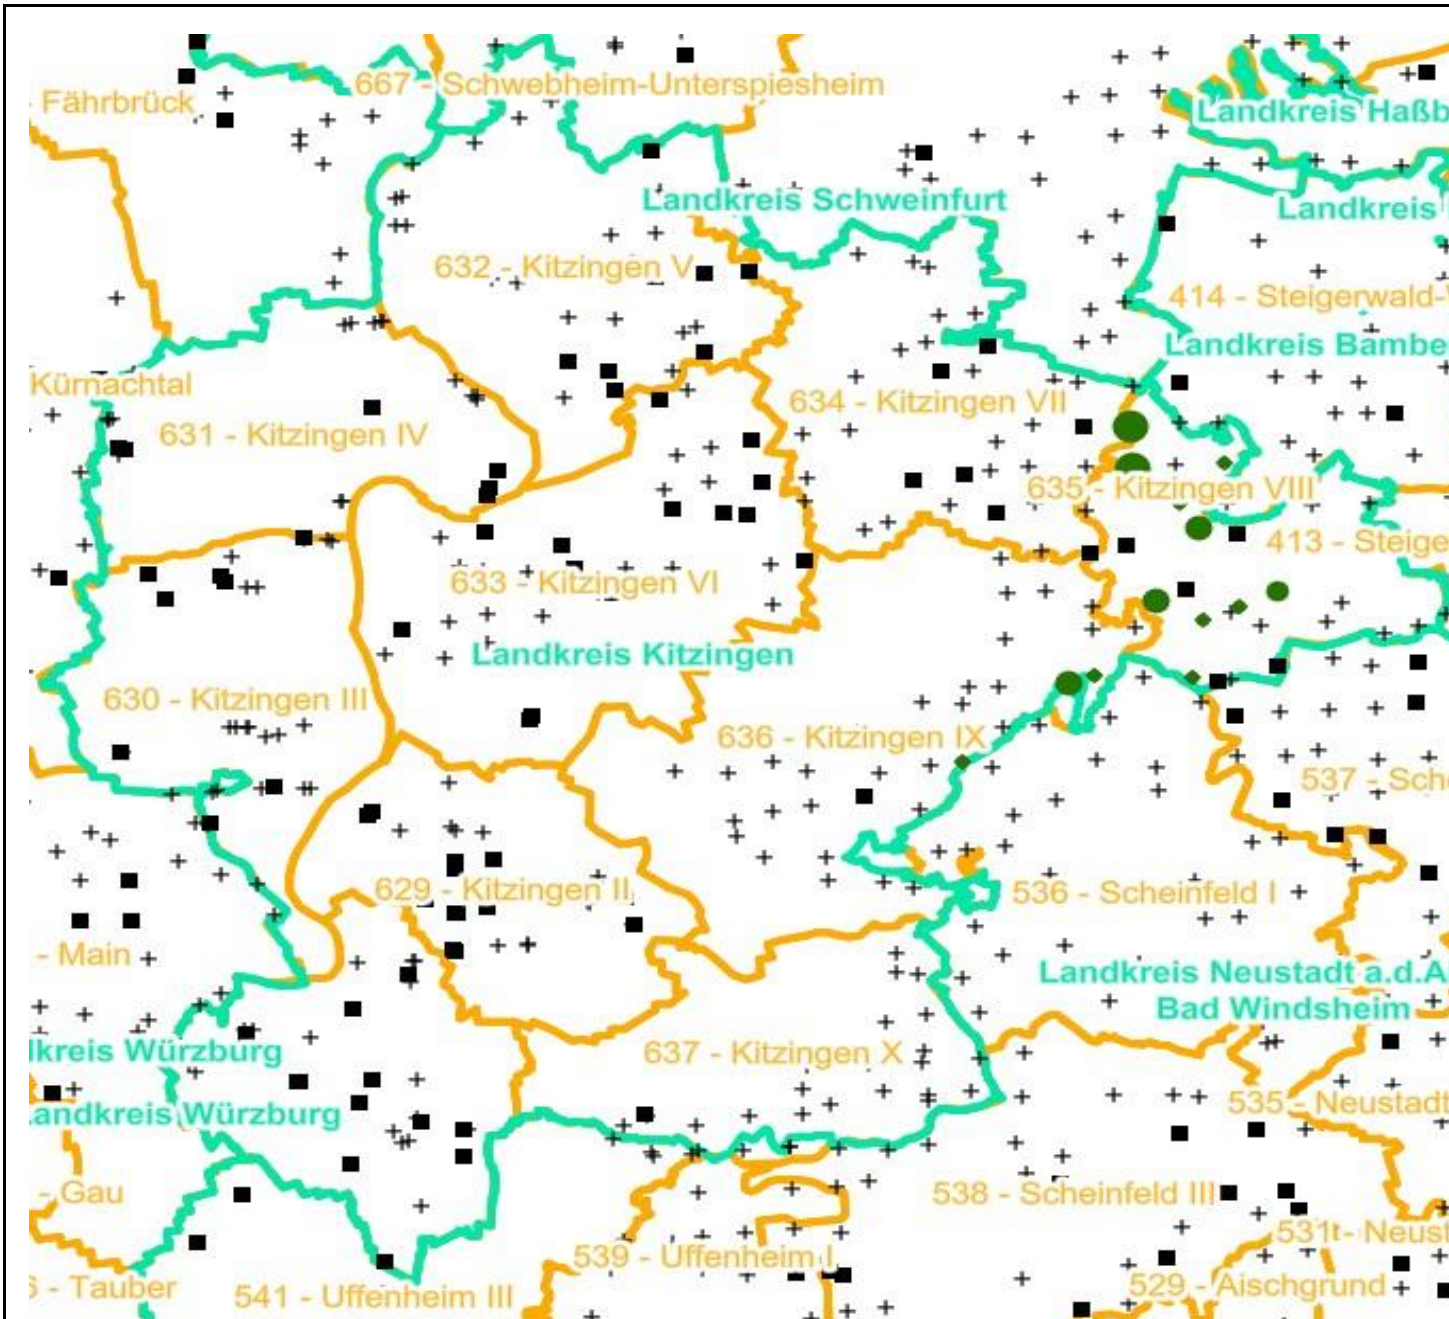 667 - Schwebheim-Unterspiesheim
Fährbrück
Landkreis Haßb
Landkreis Schweinfurt
Landkreis
632 - Kitzingen V
414 - Steigerwald-
Landkreis Bambe
Kürnachtal
634 - Kitzingen VII
631 - Kitzingen IV
635 - Kitzingen VIII
413 - Steige
633 - Kitzingen VI
Landkreis Kitzingen
630 - Kitzingen III
636 - Kitzingen IX
537 - Sch
629 - Kitzingen II
536 - Scheinfeld I
- Main
Landkreis Neustadt a.d.A
Bad Windsheim
lkreis Würzburg
637 - Kitzingen X
535 - Neustadt
andkreis Würzburg
- Gau
538 - Scheinfeld III
531 - Neust
539 - Uffenheim I
6 - Tauber
541 - Uffenheim III
529 - Aischgrund